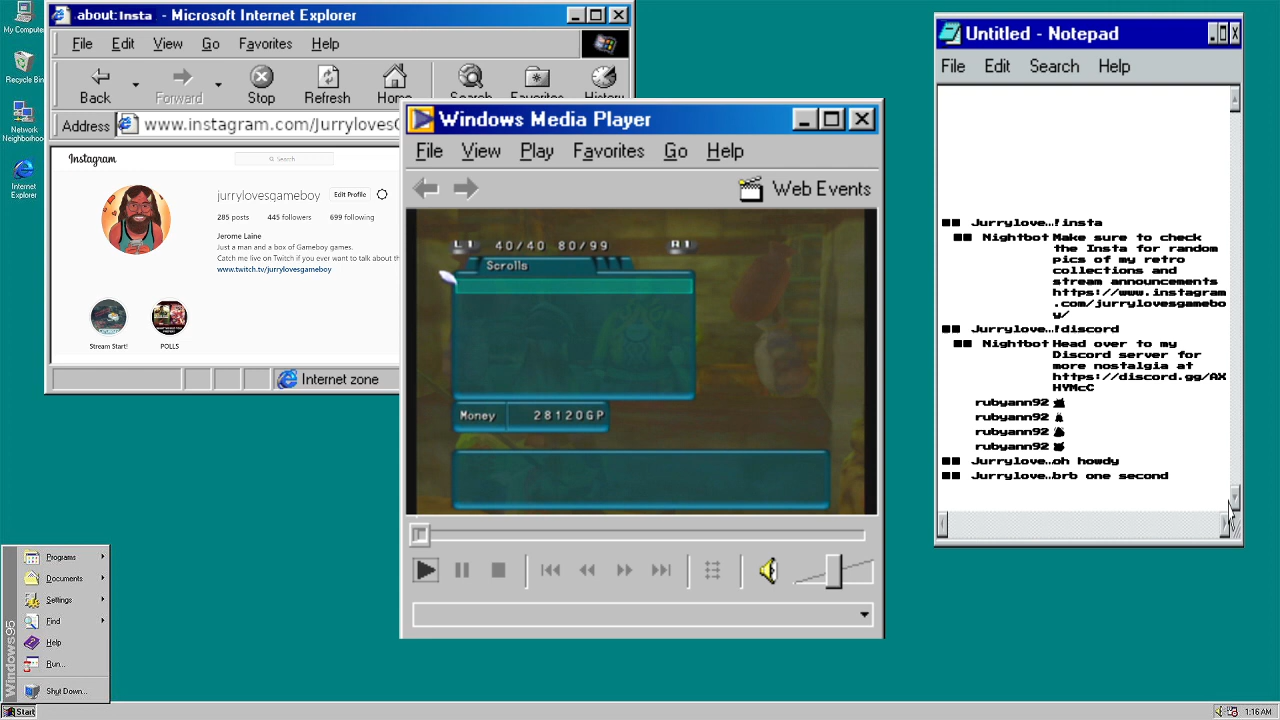 My Compute
Recycle Bin
Network
Neighborhoo
Internet
Explorer
about:Insta - Microsoft Internet Explorer
File Edit View Go Favorites Help
Back Forward Stop Refresh Home Search Favorites History
Address www.instagram.com/JurrylovesG
Instagram
Search
jurrylovesgameboy Edit Profile
285 posts 445 followers 699 following
Jerome Laine
Just a man and a box of Gameboy games.
Catch me live on Twitch if you ever want to talk about th
www.twitch.tv/jurrylovesgameboy
Stream Start! POLLS
Internet zone
Windows Media Player
File View Play Favorites Go Help
Web Events
L1 40/40 80/99 R1
Scrolls
Money 28120GP
Untitled - Notepad
File Edit Search Help
Jurrylove...!insta
Nightbot Make sure to check
the Insta for random
pics of my retro
collections and
stream announcements
https://www.instagram
.com/jurrylovesgamebo
y/
Jurrylove...!discord
Nightbot Head over to my
Discord server for
more nostalgia at
https://discord.gg/AX
HYMcC
rubyann92
rubyann92
rubyann92
rubyann92
Jurrylove...oh howdy
Jurrylove...brb one second
Windows95
Programs
Documents
Settings
Find
Help
Run...
Shut Down...
Start
1:16 AM